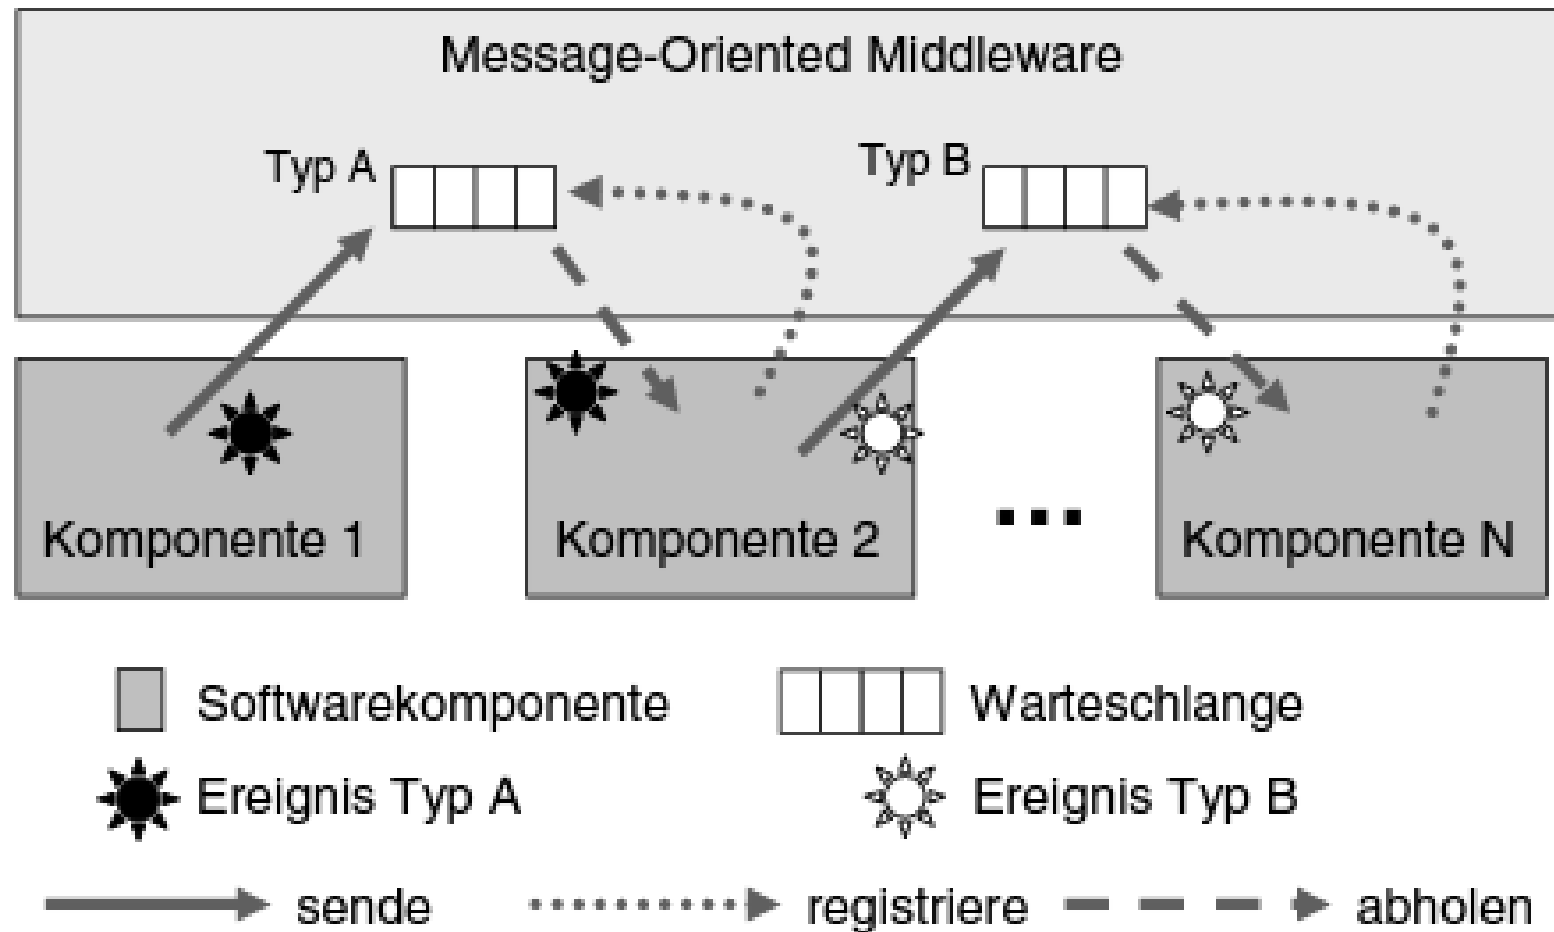 Message-Oriented Middleware
Typ A
Typ B
Komponente 1
Komponente 2
Komponente N
Softwarekomponente
Warteschlange
Ereignis Typ A
Ereignis Typ B
sende
registriere
abholen